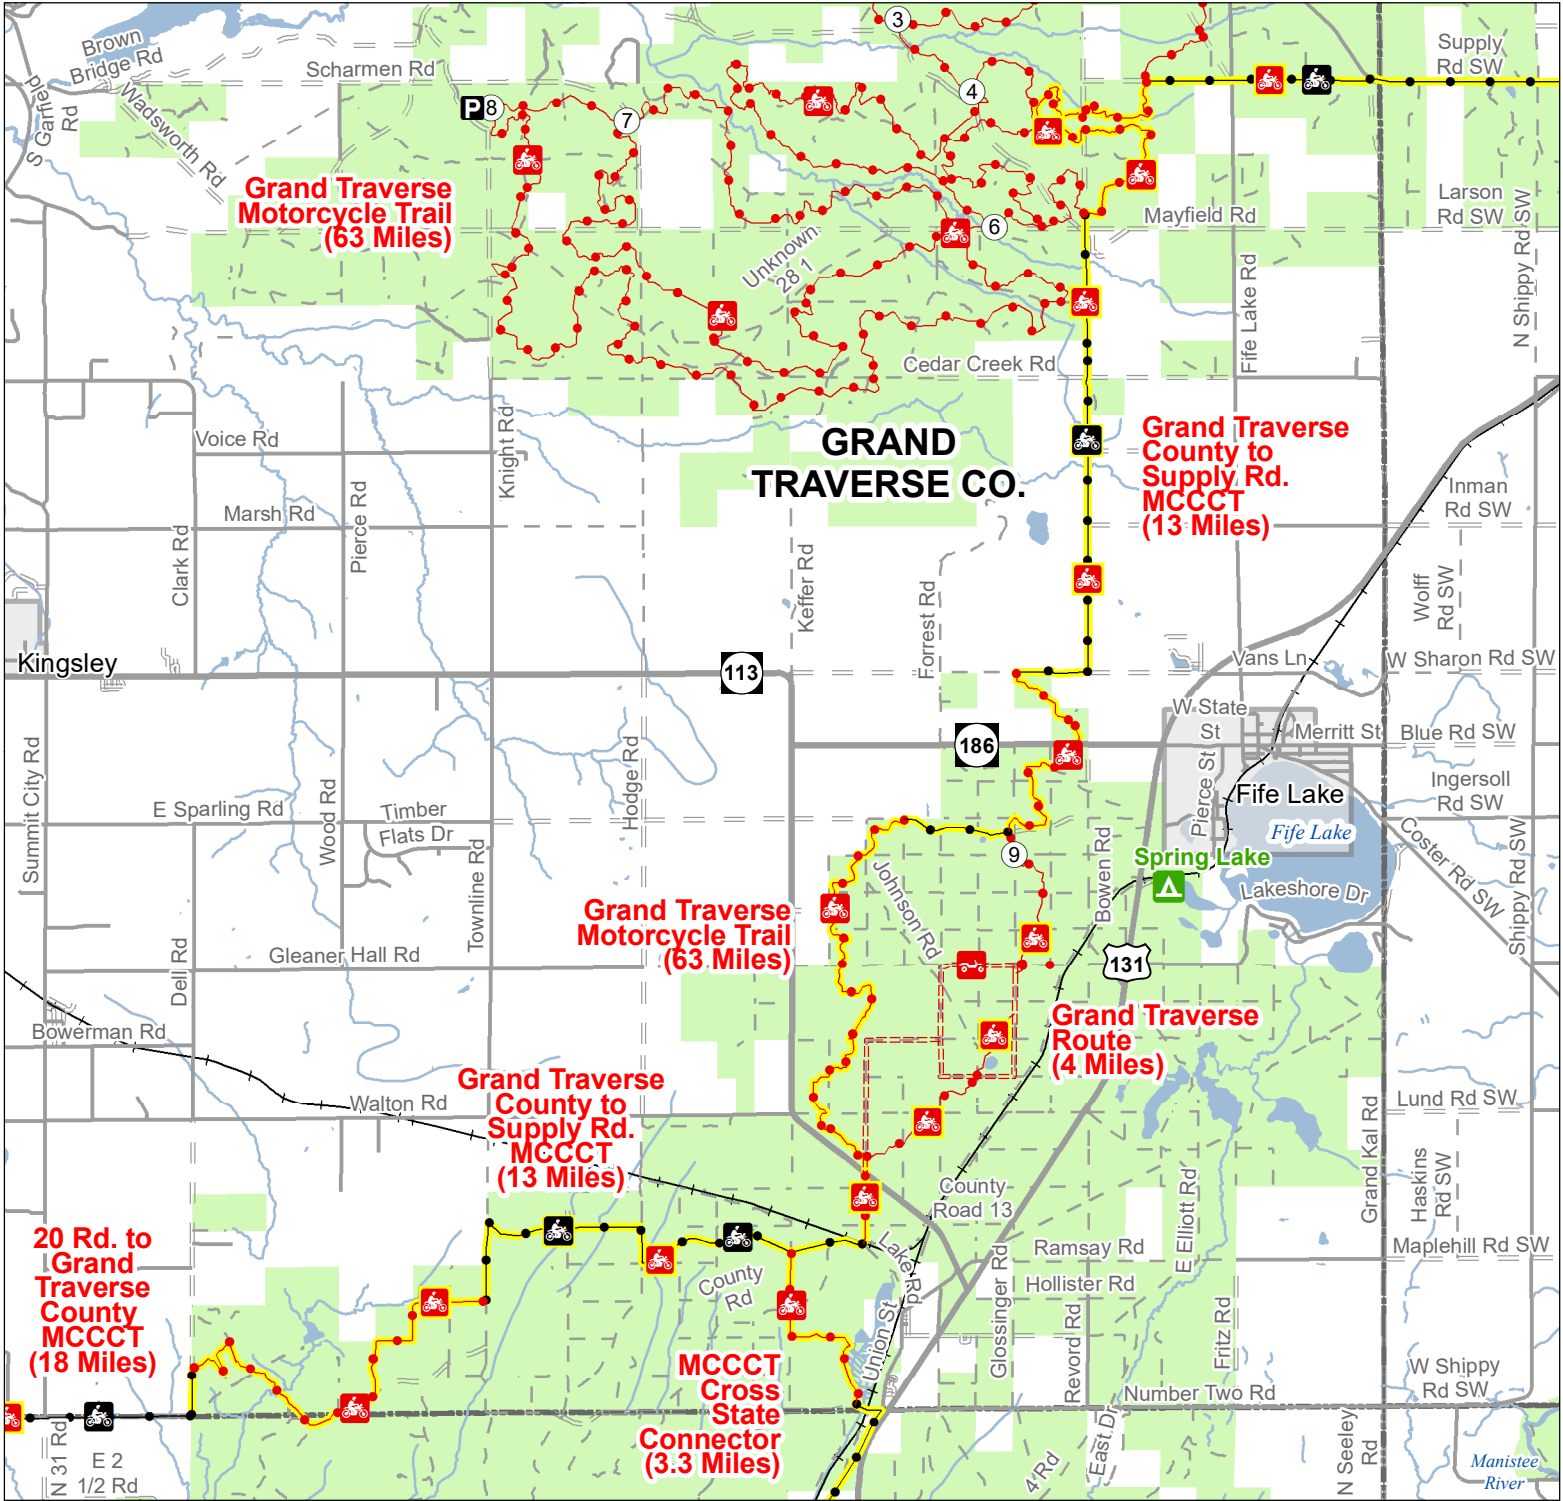 Brown
Bridge Rd
Scharmen Rd
S Garfield
Rd
Wadsworth Rd
P
8
7
3
4
6
Supply
Rd SW
Larson
Rd SW
N Shippy Rd SW
Mayfield Rd
Fife Lake Rd
Grand Traverse
Motorcycle Trail
(63 Miles)
Unknown
28 1
Cedar Creek Rd
GRAND
TRAVERSE CO.
Grand Traverse
County to
Supply Rd.
MCCCT
(13 Miles)
Voice Rd
Knight Rd
Marsh Rd
Pierce Rd
Clark Rd
Keffer Rd
Forrest Rd
Inman
Rd SW
Wolff
Rd SW
Kingsley
113
Vans Ln
W Sharon Rd SW
W State
St
186
Merritt St
Blue Rd SW
Pierce St
Ingersoll
Rd SW
Fife Lake
Fife Lake
Summit City Rd
E Sparling Rd
Wood Rd
Timber
Flats Dr
Hodge Rd
Townline Rd
9
Johnson Rd
Bowen Rd
Spring Lake
Lakeshore Dr
Coster Rd SW
Shippy Rd SW
Grand Traverse
Motorcycle Trail
(63 Miles)
Dell Rd
Gleaner Hall Rd
131
Grand Traverse
Route
(4 Miles)
Bowerman Rd
Walton Rd
Grand Traverse
County to
Supply Rd.
MCCCT
(13 Miles)
Lund Rd SW
Grand Kal Rd
Haskins
Rd SW
County
Road 13
E Elliott Rd
Maplehill Rd SW
Ramsay Rd
Hollister Rd
Lake Rd
Glossinger Rd
Revord Rd
Fritz Rd
20 Rd. to
Grand
Traverse
County
MCCCT
(18 Miles)
County
Rd
Union St
MCCCT
Cross
State
Connector
(3.3 Miles)
Number Two Rd
W Shippy
Rd SW
N 31 Rd
E 2
1/2 Rd
4 Rd
East Dr
N Seeley
Rd
Manistee
River